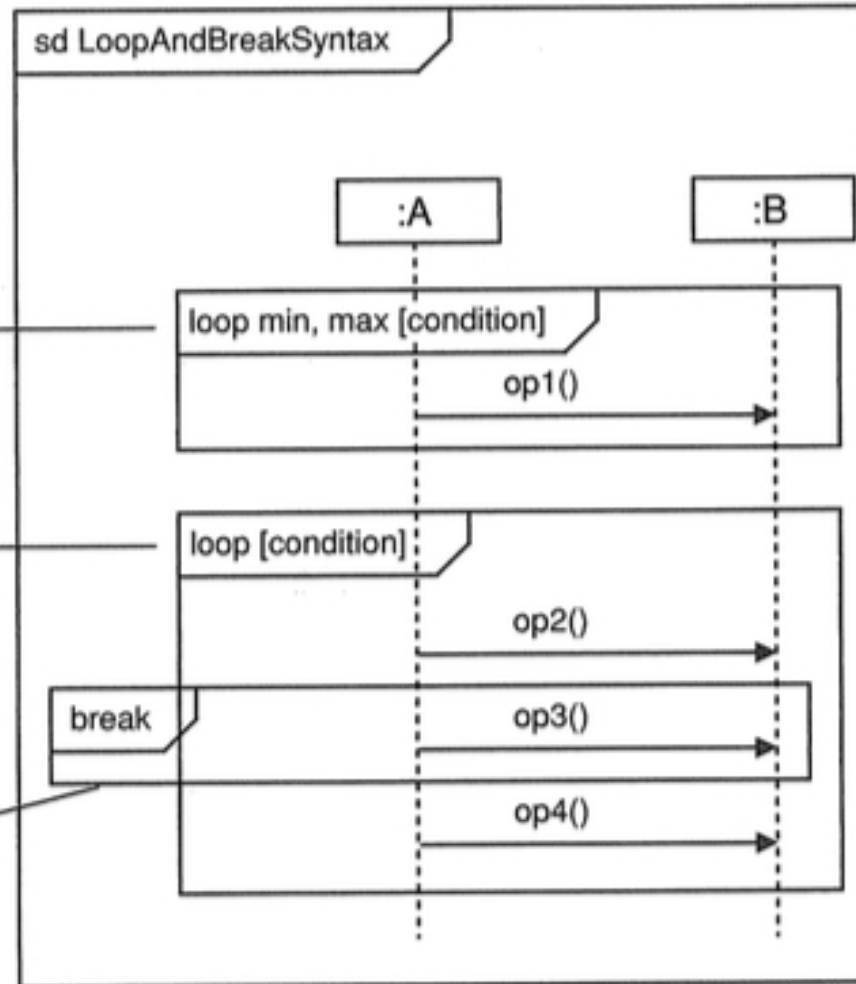 sd LoopAndBreakSyntax
:A
:B
loop min, max [condition]
op1()
loop [condition]
op2()
break
op3()
op4()